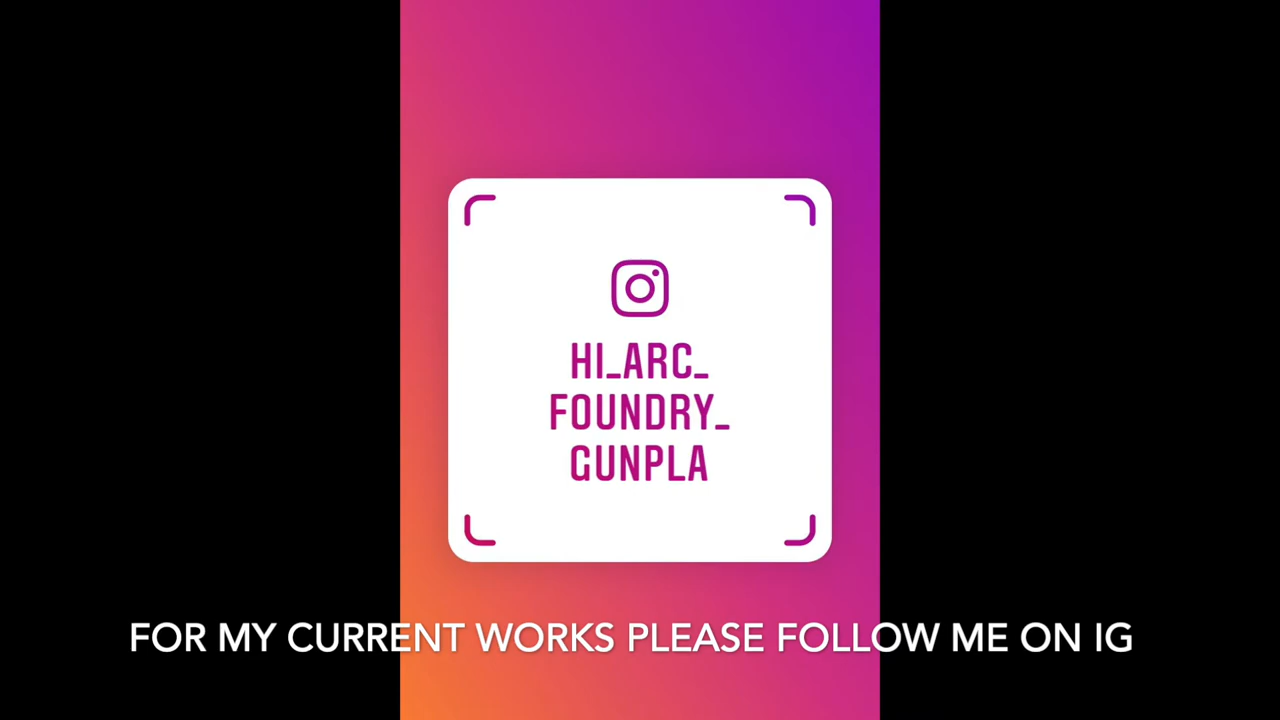 HI_ARC_
FOUNDRY_
GUNPLA
FOR MY CURRENT WORKS PLEASE FOLLOW ME ON IG